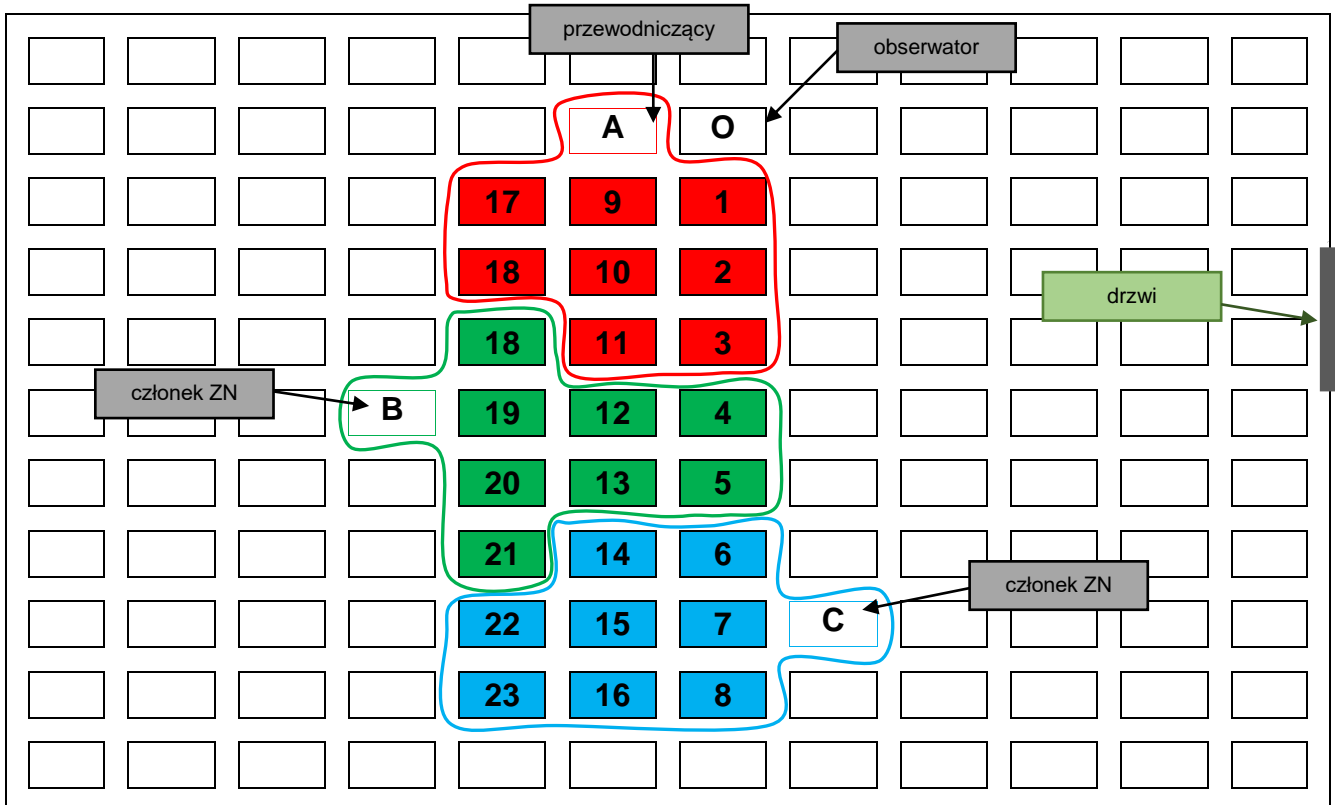 przewodniczący
obserwator
A O
17 9 1
18 10 2
drzwi
18 11 3
członek ZN
B 19 12 4
20 13 5
21 14 6
członek ZN
22 15 7 C
23 16 8